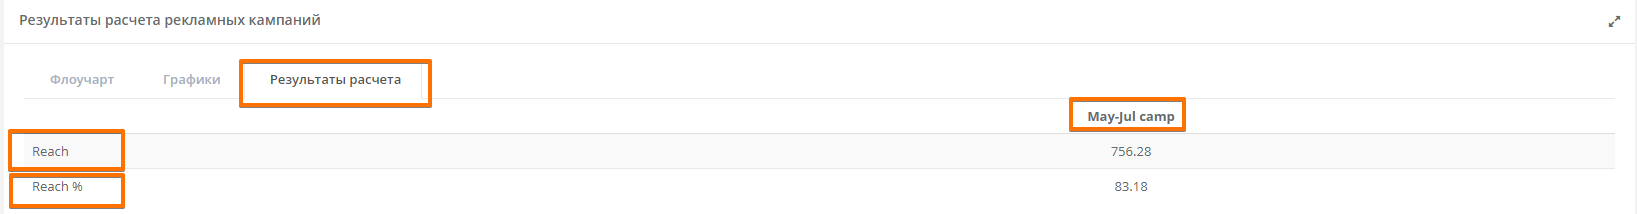 Результаты расчета рекламных кампаний
Флоучарт Графики Результаты расчета
May-Jul camp
Reach 756.28
Reach % 83.18